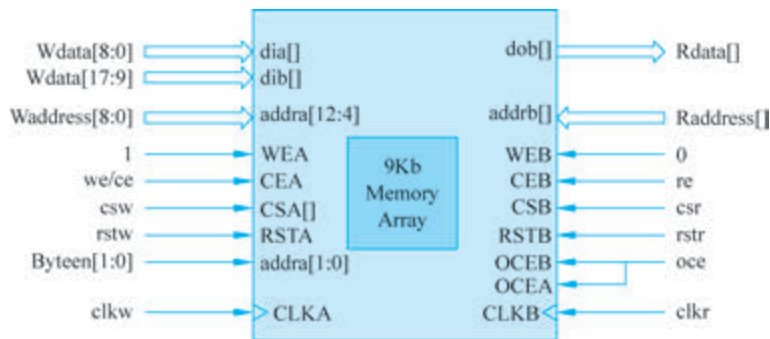 Wdata[8:0] dia[] dob[] Rdata[]
Wdata[17:9] dib[]
Waddress[8:0] addra[12:4] addrb[] Raddress[]
1 WEA 9Kb WEB 0
we/ce CEA Memory CEB re
csw CSA[] Array CSB csr
rstw RSTA RSTB rstr
Byteen[1:0] addra[1:0] OCEB oce
OCEA
clkw CLKA CLKB clkr